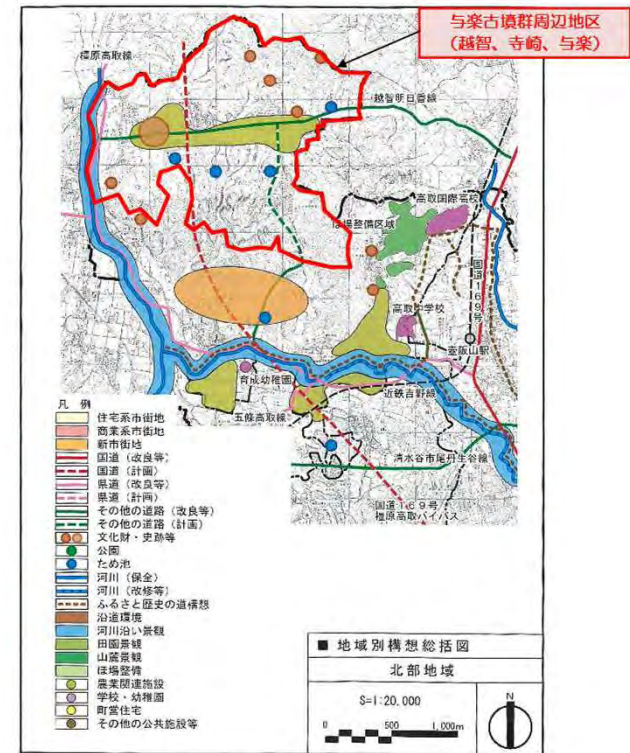 与楽古墳群周辺地区
(越智、寺崎、与楽)
橿原高取線
越智明日香線
高取国際高校
ほ場整備区域
国道169号
高取中学校
壺阪山駅
育成幼稚園
近鉄吉野線
五條高取線
清水谷市尾丹生谷線
国道169号
橿原高取バイパス
凡 例
住宅系市街地
商業系市街地
新市街地
国道(改良等)
国道(計画)
県道(改良等)
県道(計画)
その他の道路(改良等)
その他の道路(計画)
文化財・史跡等
公園
ため池
河川(保全)
河川(改修等)
ふるさと歴史の道構想
沿道環境
河川沿い景観
田園景観
山麓景観
ほ場整備
農業関連施設
学校・幼稚園
町営住宅
その他の公共施設等
■ 地域別構想総括図
北部地域
S=1:20,000
0 500 1,000m
N